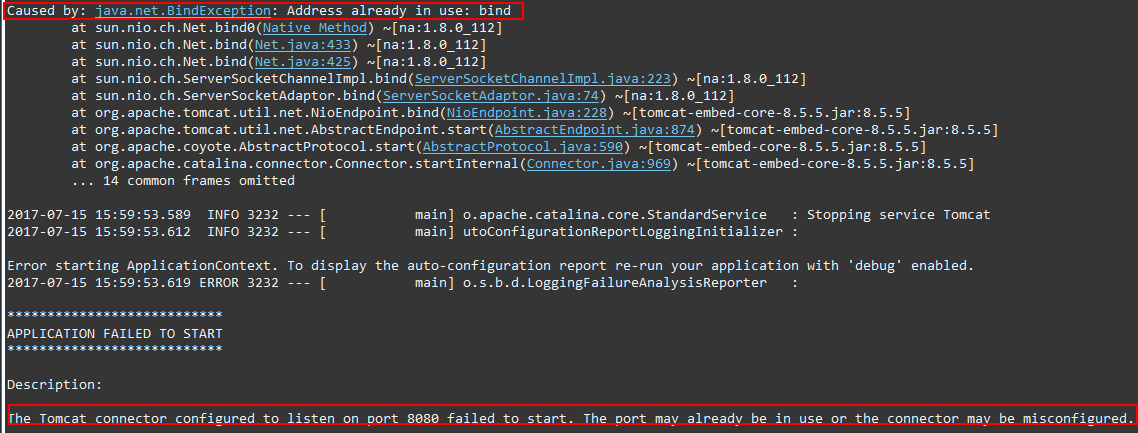 Caused by: java.net.BindException: Address already in use: bind
at sun.nio.ch.Net.bind0(Native Method) ~[na:1.8.0_112]
at sun.nio.ch.Net.bind(Net.java:433) ~[na:1.8.0_112]
at sun.nio.ch.Net.bind(Net.java:425) ~[na:1.8.0_112]
at sun.nio.ch.ServerSocketChannelImpl.bind(ServerSocketChannelImpl.java:223) ~[na:1.8.0_112]
at sun.nio.ch.ServerSocketAdaptor.bind(ServerSocketAdaptor.java:74) ~[na:1.8.0_112]
at org.apache.tomcat.util.net.NioEndpoint.bind(NioEndpoint.java:228) ~[tomcat-embed-core-8.5.5.jar:8.5.5]
at org.apache.tomcat.util.net.AbstractEndpoint.start(AbstractEndpoint.java:874) ~[tomcat-embed-core-8.5.5.jar:8.5.5]
at org.apache.coyote.AbstractProtocol.start(AbstractProtocol.java:590) ~[tomcat-embed-core-8.5.5.jar:8.5.5]
at org.apache.catalina.connector.Connector.startInternal(Connector.java:969) ~[tomcat-embed-core-8.5.5.jar:8.5.5]
... 14 common frames omitted
2017-07-15 15:59:53.589  INFO 3232 --- [           main] o.apache.catalina.core.StandardService   : Stopping service Tomcat
2017-07-15 15:59:53.612  INFO 3232 --- [           main] utoConfigurationReportLoggingInitializer :
Error starting ApplicationContext. To display the auto-configuration report re-run your application with 'debug' enabled.
2017-07-15 15:59:53.619 ERROR 3232 --- [           main] o.s.b.d.LoggingFailureAnalysisReporter   :
***************************
APPLICATION FAILED TO START
***************************
Description:
The Tomcat connector configured to listen on port 8080 failed to start. The port may already be in use or the connector may be misconfigured.